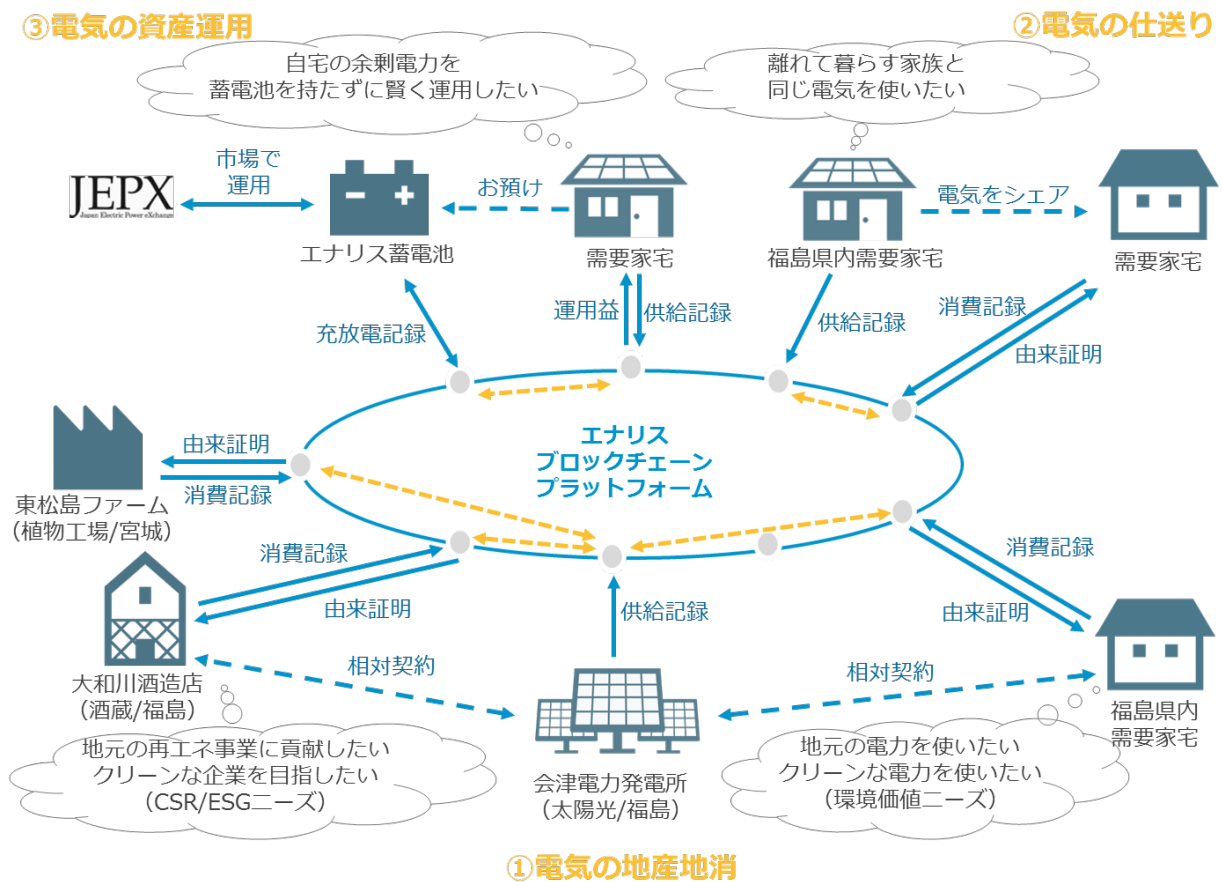 ③電気の資産運用
②電気の仕送り
自宅の余剰電力を
蓄電池を持たずに賢く運用したい
離れて暮らす家族と
同じ電気を使いたい
JEPX
Japan Electric Power eXchange
市場で
運用
エナリス蓄電池
お預け
需要家宅
福島県内需要家宅
電気をシェア
需要家宅
充放電記録
運用益
供給記録
供給記録
消費記録
由来証明
エナリス
ブロックチェーン
プラットフォーム
由来証明
消費記録
東松島ファーム
（植物工場/宮城）
消費記録
由来証明
供給記録
消費記録
由来証明
大和川酒造店
（酒蔵/福島）
相対契約
相対契約
会津電力発電所
（太陽光/福島）
福島県内
需要家宅
地元の再エネ事業に貢献したい
クリーンな企業を目指したい
（CSR/ESGニーズ）
地元の電力を使いたい
クリーンな電力を使いたい
（環境価値ニーズ）
①電気の地産地消